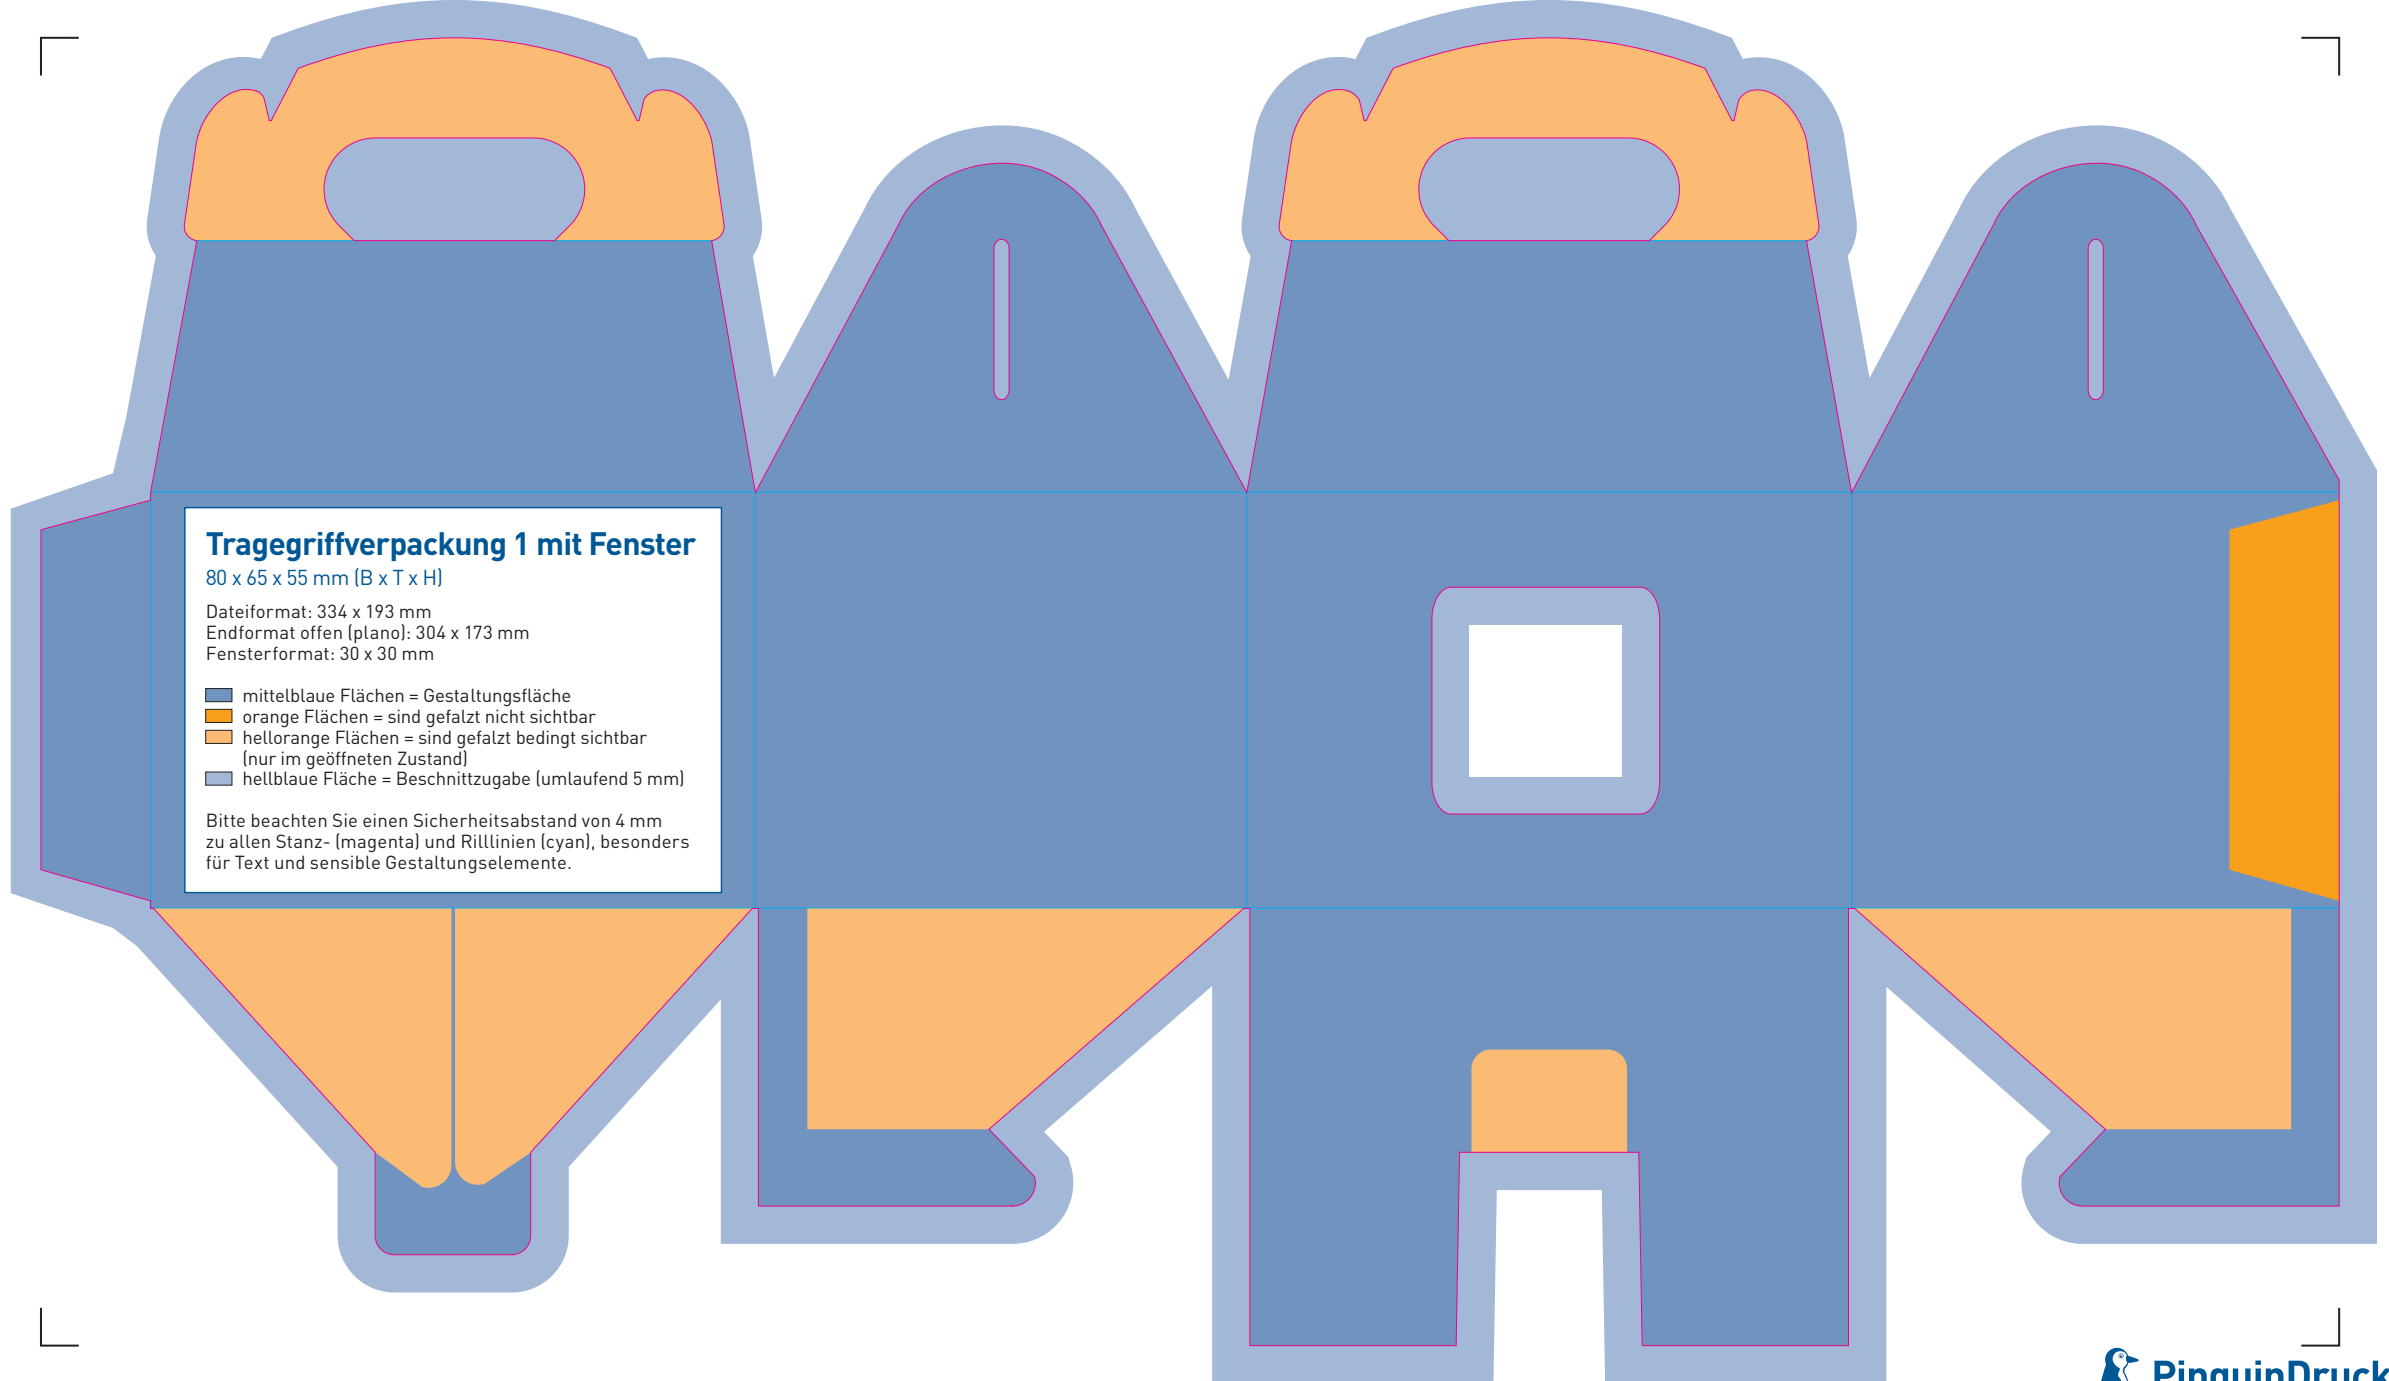 Tragegriffverpackung 1 mit Fenster
80 x 65 x 55 mm (B x T x H)
Dateiformat: 334 x 193 mm
Endformat offen (plano): 304 x 173 mm
Fensterformat: 30 x 30 mm
mittelblaue Flächen = Gestaltungsfläche
orange Flächen = sind gefalzt nicht sichtbar
hellorange Flächen = sind gefalzt bedingt sichtbar
(nur im geöffneten Zustand)
hellblaue Fläche = Beschnittzugabe (umlaufend 5 mm)
Bitte beachten Sie einen Sicherheitsabstand von 4 mm
zu allen Stanz- (magenta) und Rilllinien (cyan), besonders
für Text und sensible Gestaltungselemente.
PinguinDruck